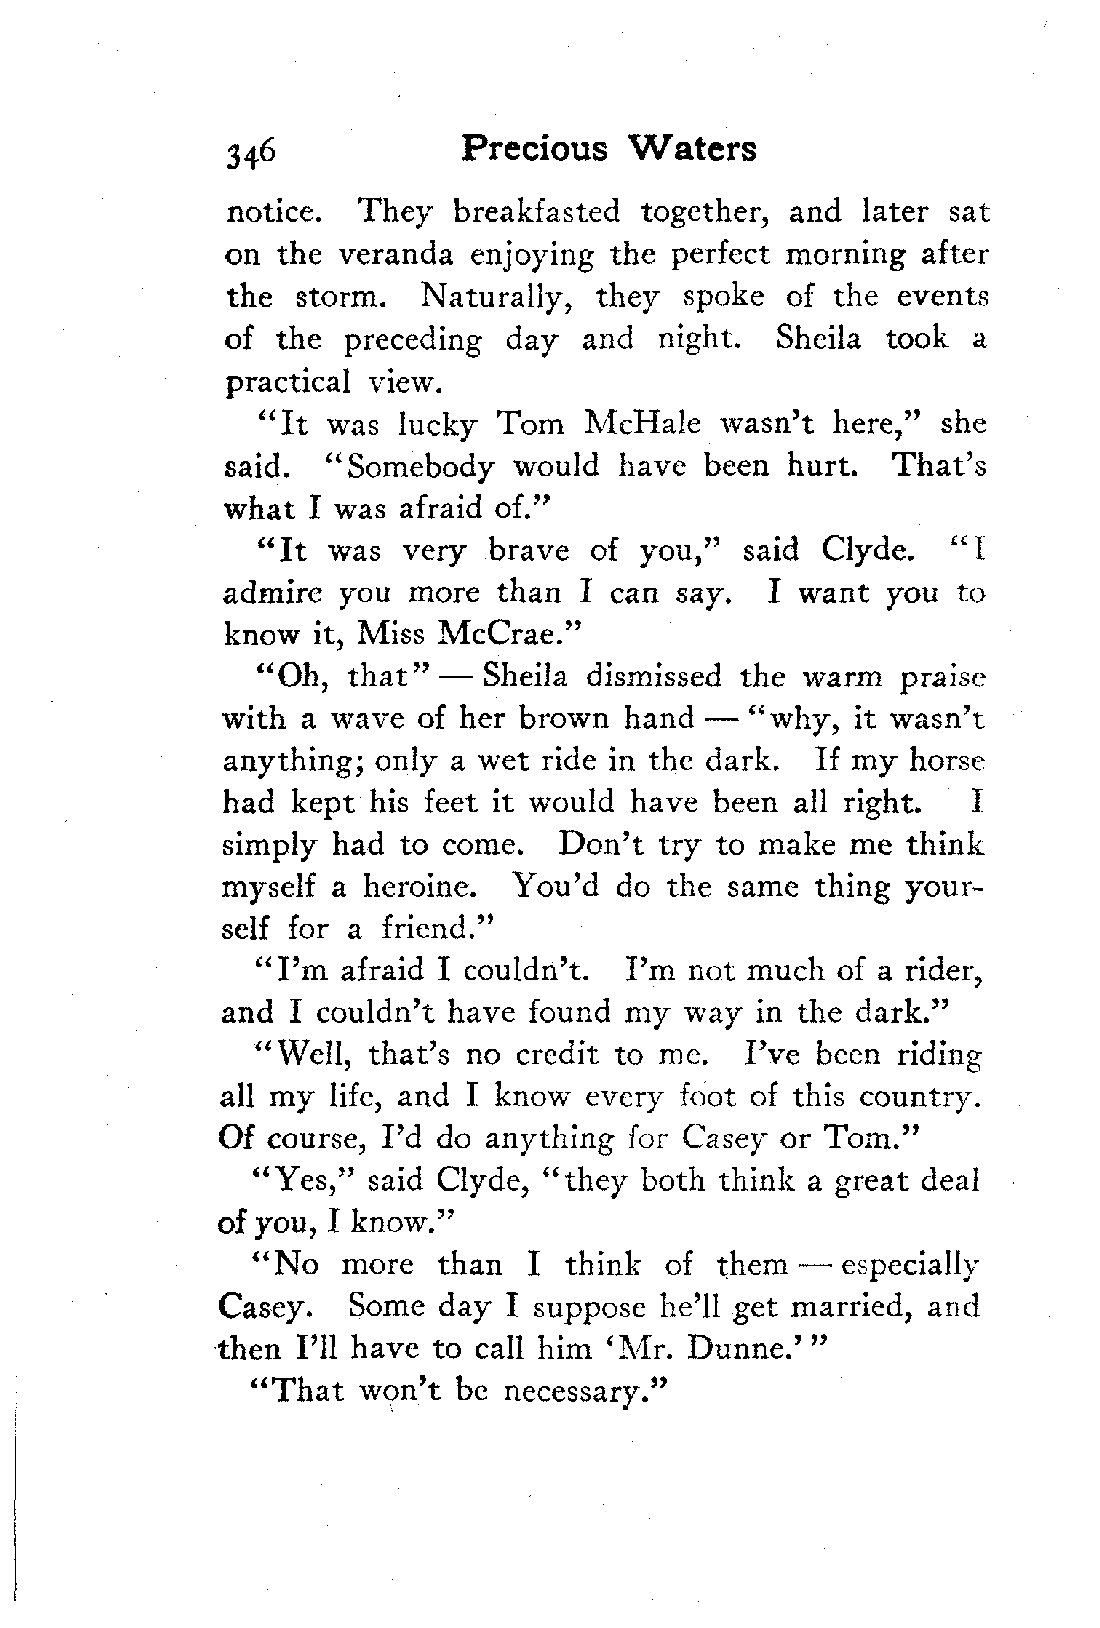 346 Precious Waters
notice. They breakfasted together, and later sat
on the veranda enjoying the perfect morning after
the storm. Naturally, they spoke of the events
of the preceding day and night. Sheila took a
practical view.
“It was lucky Tom McHale wasn’t here,” she
said. “Somebody would have been hurt. That’s
what I was afraid of.”
“It was very brave of you,” said Clyde. “I
admire you more than I can say. I want you to
know it, Miss McCrae.”
“Oh, that” — Sheila dismissed the warm praise
with a wave of her brown hand — “why, it wasn’t
anything; only a wet ride in the dark. If my horse
had kept his feet it would have been all right. I
simply had to come. Don’t try to make me think
myself a heroine. You’d do the same thing your-
self for a friend.”
“I’m afraid I couldn’t. I’m not much of a rider,
and I couldn’t have found my way in the dark.”
“Well, that’s no credit to me. I’ve been riding
all my life, and I know every foot of this country.
Of course, I’d do anything for Casey or Tom.”
“Yes,” said Clyde, “they both think a great deal
of you, I know.”
“No more than I think of them — especially
Casey. Some day I suppose he’ll get married, and
then I’ll have to call him ‘Mr. Dunne.’”
“That won’t be necessary.”